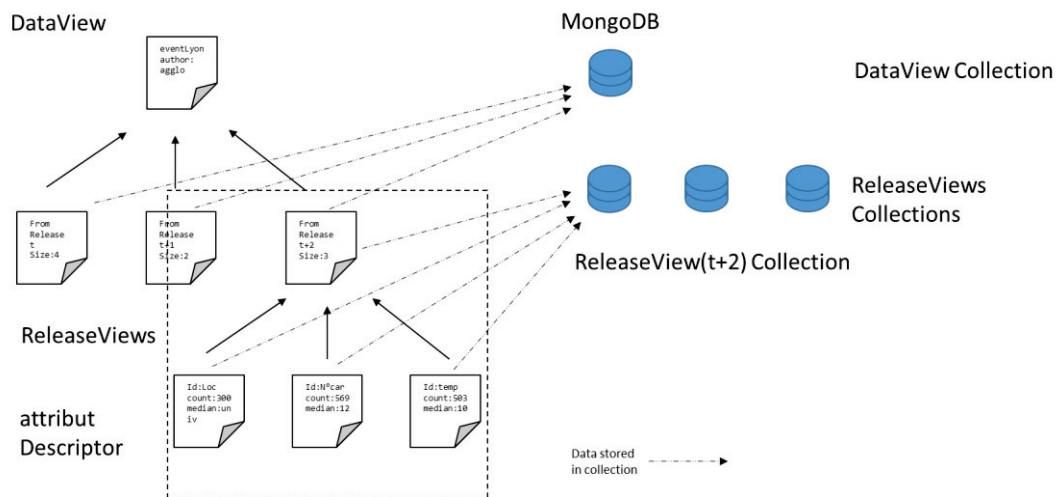 DataView
MongoDB
eventLyon
author:
agglo
DataView Collection
From
Release
t
Size:4
From
Release
t+1
Size:2
From
Release
t+2
Size:3
ReleaseViews
Collections
ReleaseView(t+2) Collection
ReleaseViews
Id:Loc
count:300
median:un
iv
Id:N°car
count:569
median:12
Id:temp
count:503
median:10
attribut
Descriptor
Data stored
in collection